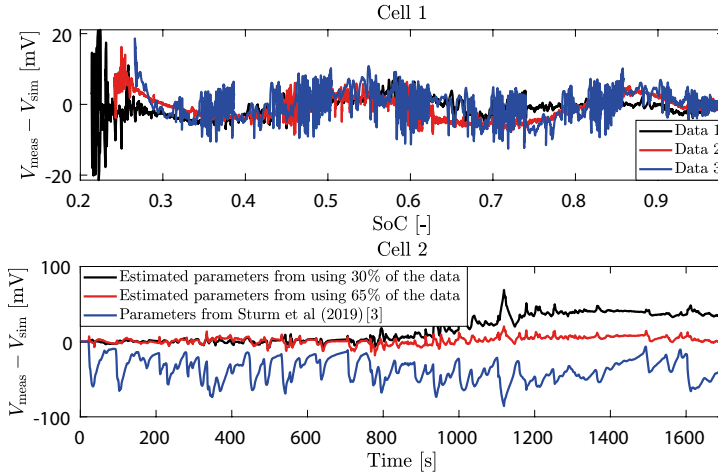 Cell 1
20
0
-20
V_meas − V_sim [mV]
Data 1
Data 2
Data 3
0.2 0.3 0.4 0.5 0.6 0.7 0.8 0.9
SoC [-]
Cell 2
100
0
-100
V_meas − V_sim [mV]
Estimated parameters from using 30% of the data
Estimated parameters from using 65% of the data
Parameters from Sturm et al (2019) [3]
0 200 400 600 800 1000 1200 1400 1600
Time [s]